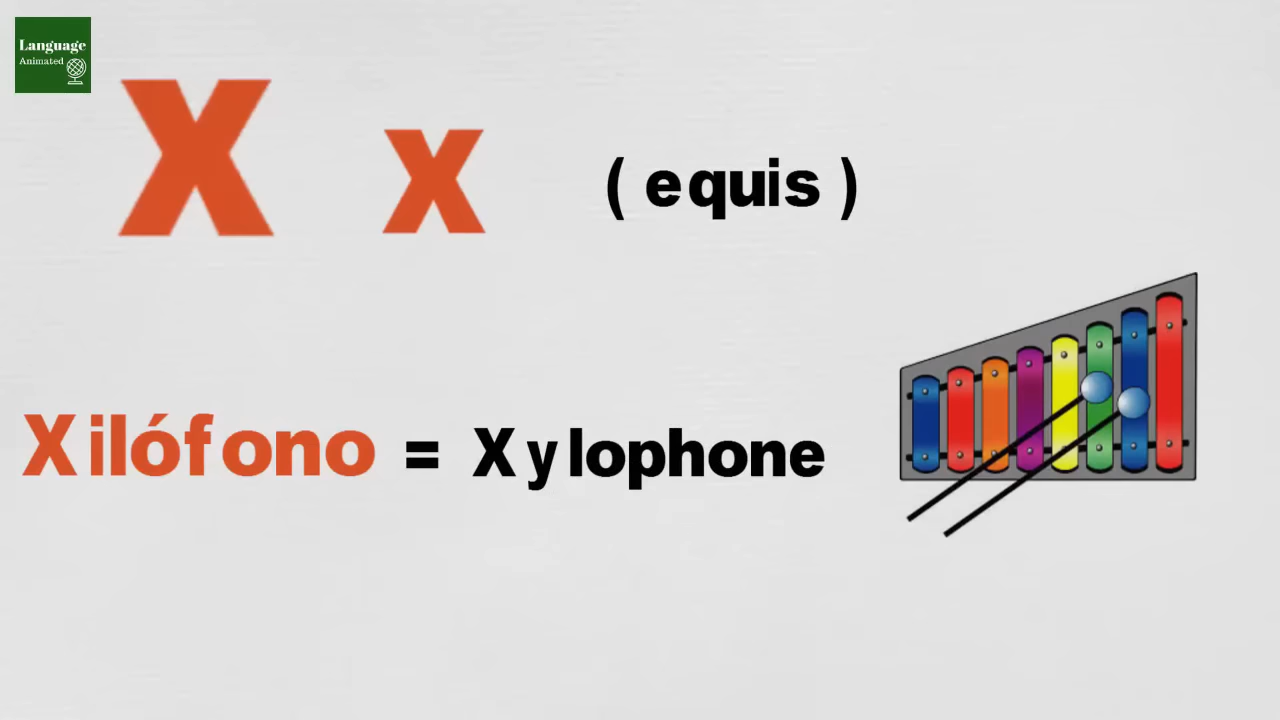 Language
Animated
X x ( equis )
Xilófono = Xylophone